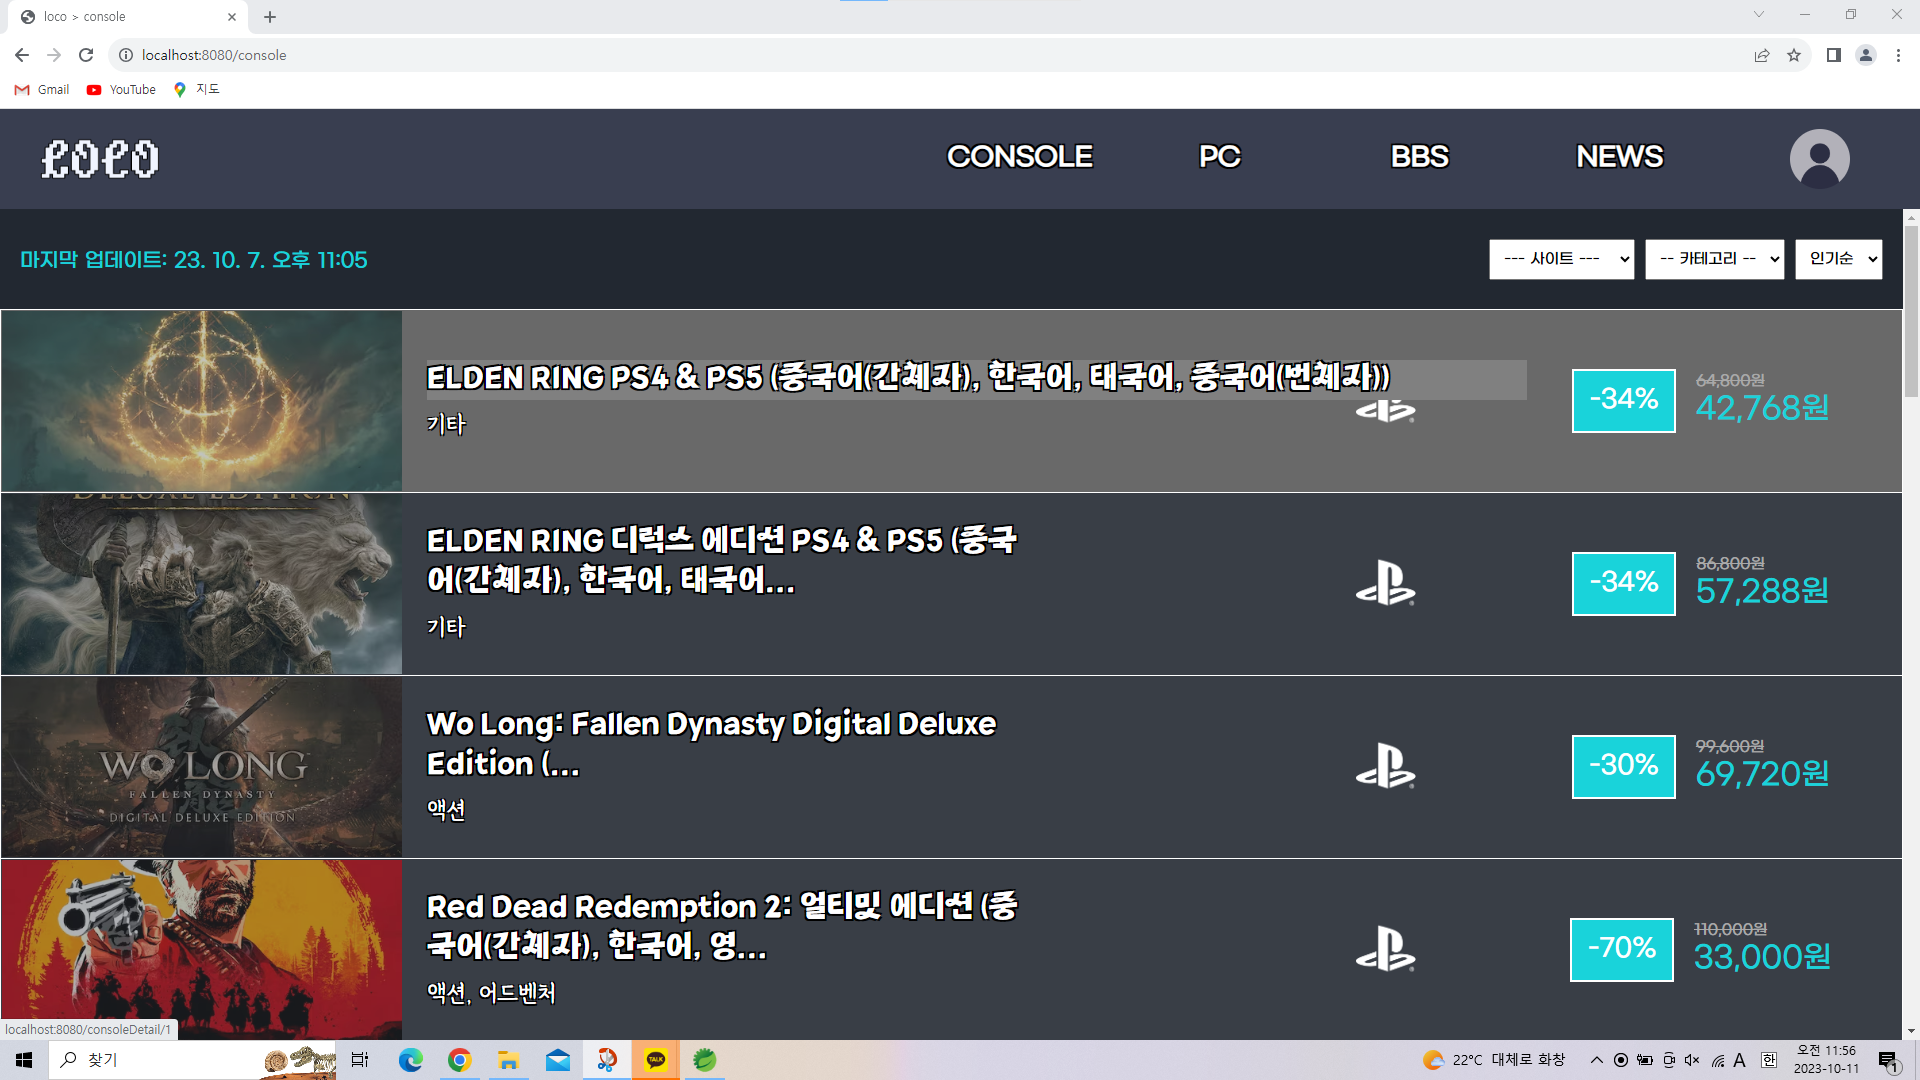 loco > console
localhost:8080/console
Gmail
YouTube
지도
LOCO
CONSOLE
PC
BBS
NEWS
마지막 업데이트: 23. 10. 7. 오후 11:05
--- 사이트 ---
-- 카테고리 --
인기순
ELDEN RING PS4 & PS5 (중국어(간체자), 한국어, 태국어, 중국어(번체자))
기타
-34%
64,800원
42,768원
DELUXE EDITION
ELDEN RING 디럭스 에디션 PS4 & PS5 (중국
어(간체자), 한국어, 태국어...
기타
-34%
86,800원
57,288원
WO LONG
FALLEN DYNASTY
DIGITAL DELUXE EDITION
Wo Long: Fallen Dynasty Digital Deluxe
Edition (...
액션
-30%
99,600원
69,720원
Red Dead Redemption 2: 얼티밋 에디션 (중
국어(간체자), 한국어, 영...
액션, 어드벤처
-70%
110,000원
33,000원
localhost:8080/consoleDetail/1
찾기
TALK
22°C 대체로 화창
A
한
오전 11:56
2023-10-11
1